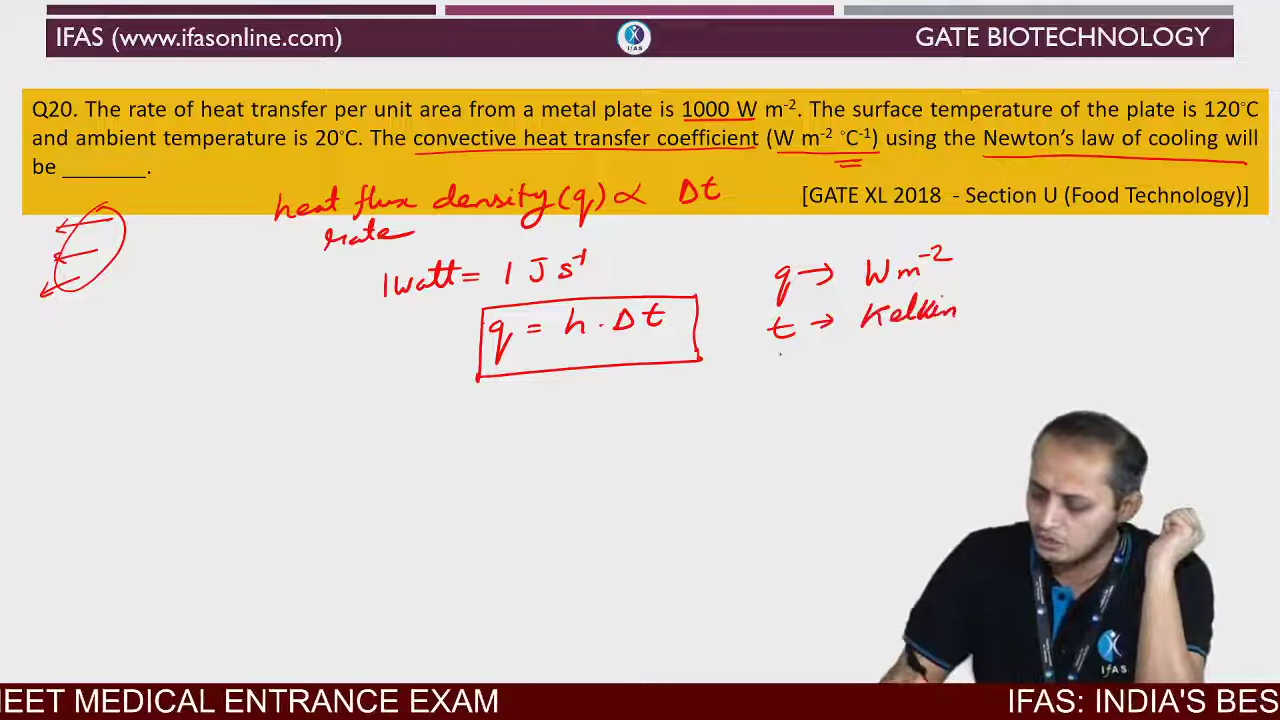 IFAS (www.ifasonline.com)
IFAS
GATE BIOTECHNOLOGY
Q20. The rate of heat transfer per unit area from a metal plate is 1000 W m-2. The surface temperature of the plate is 120°C
and ambient temperature is 20°C. The convective heat transfer coefficient (W m-2 °C-1) using the Newton's law of cooling will
be _______.
[GATE XL 2018 - Section U (Food Technology)]
heat flux density (q) ∝ Δt
rate
1 Watt = 1 J s-1
q → W m-2
q = h . Δt
t → Kelvin
ifAS
NEET MEDICAL ENTRANCE EXAM
IFAS: INDIA'S BES